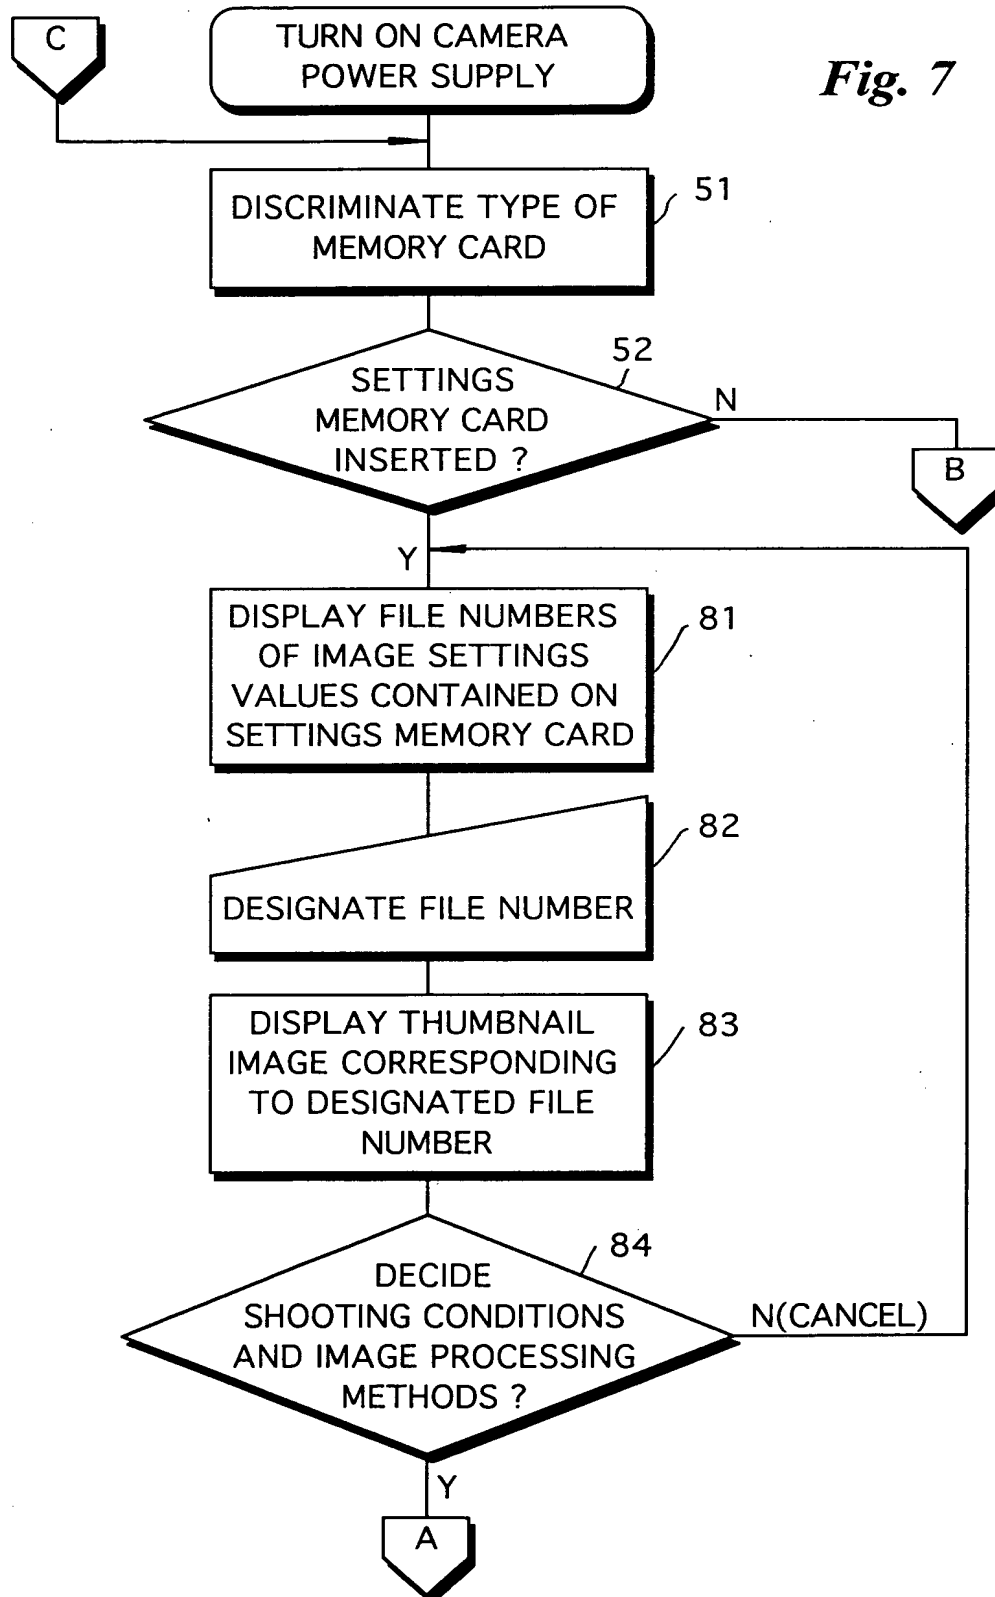 C
TURN ON CAMERA
POWER SUPPLY
Fig. 7
51
DISCRIMINATE TYPE OF
MEMORY CARD
52
SETTINGS
MEMORY CARD
INSERTED ?
N
B
Y
81
DISPLAY FILE NUMBERS
OF IMAGE SETTINGS
VALUES CONTAINED ON
SETTINGS MEMORY CARD
82
DESIGNATE FILE NUMBER
83
DISPLAY THUMBNAIL
IMAGE CORRESPONDING
TO DESIGNATED FILE
NUMBER
84
DECIDE
SHOOTING CONDITIONS
AND IMAGE PROCESSING
METHODS ?
N(CANCEL)
Y
A